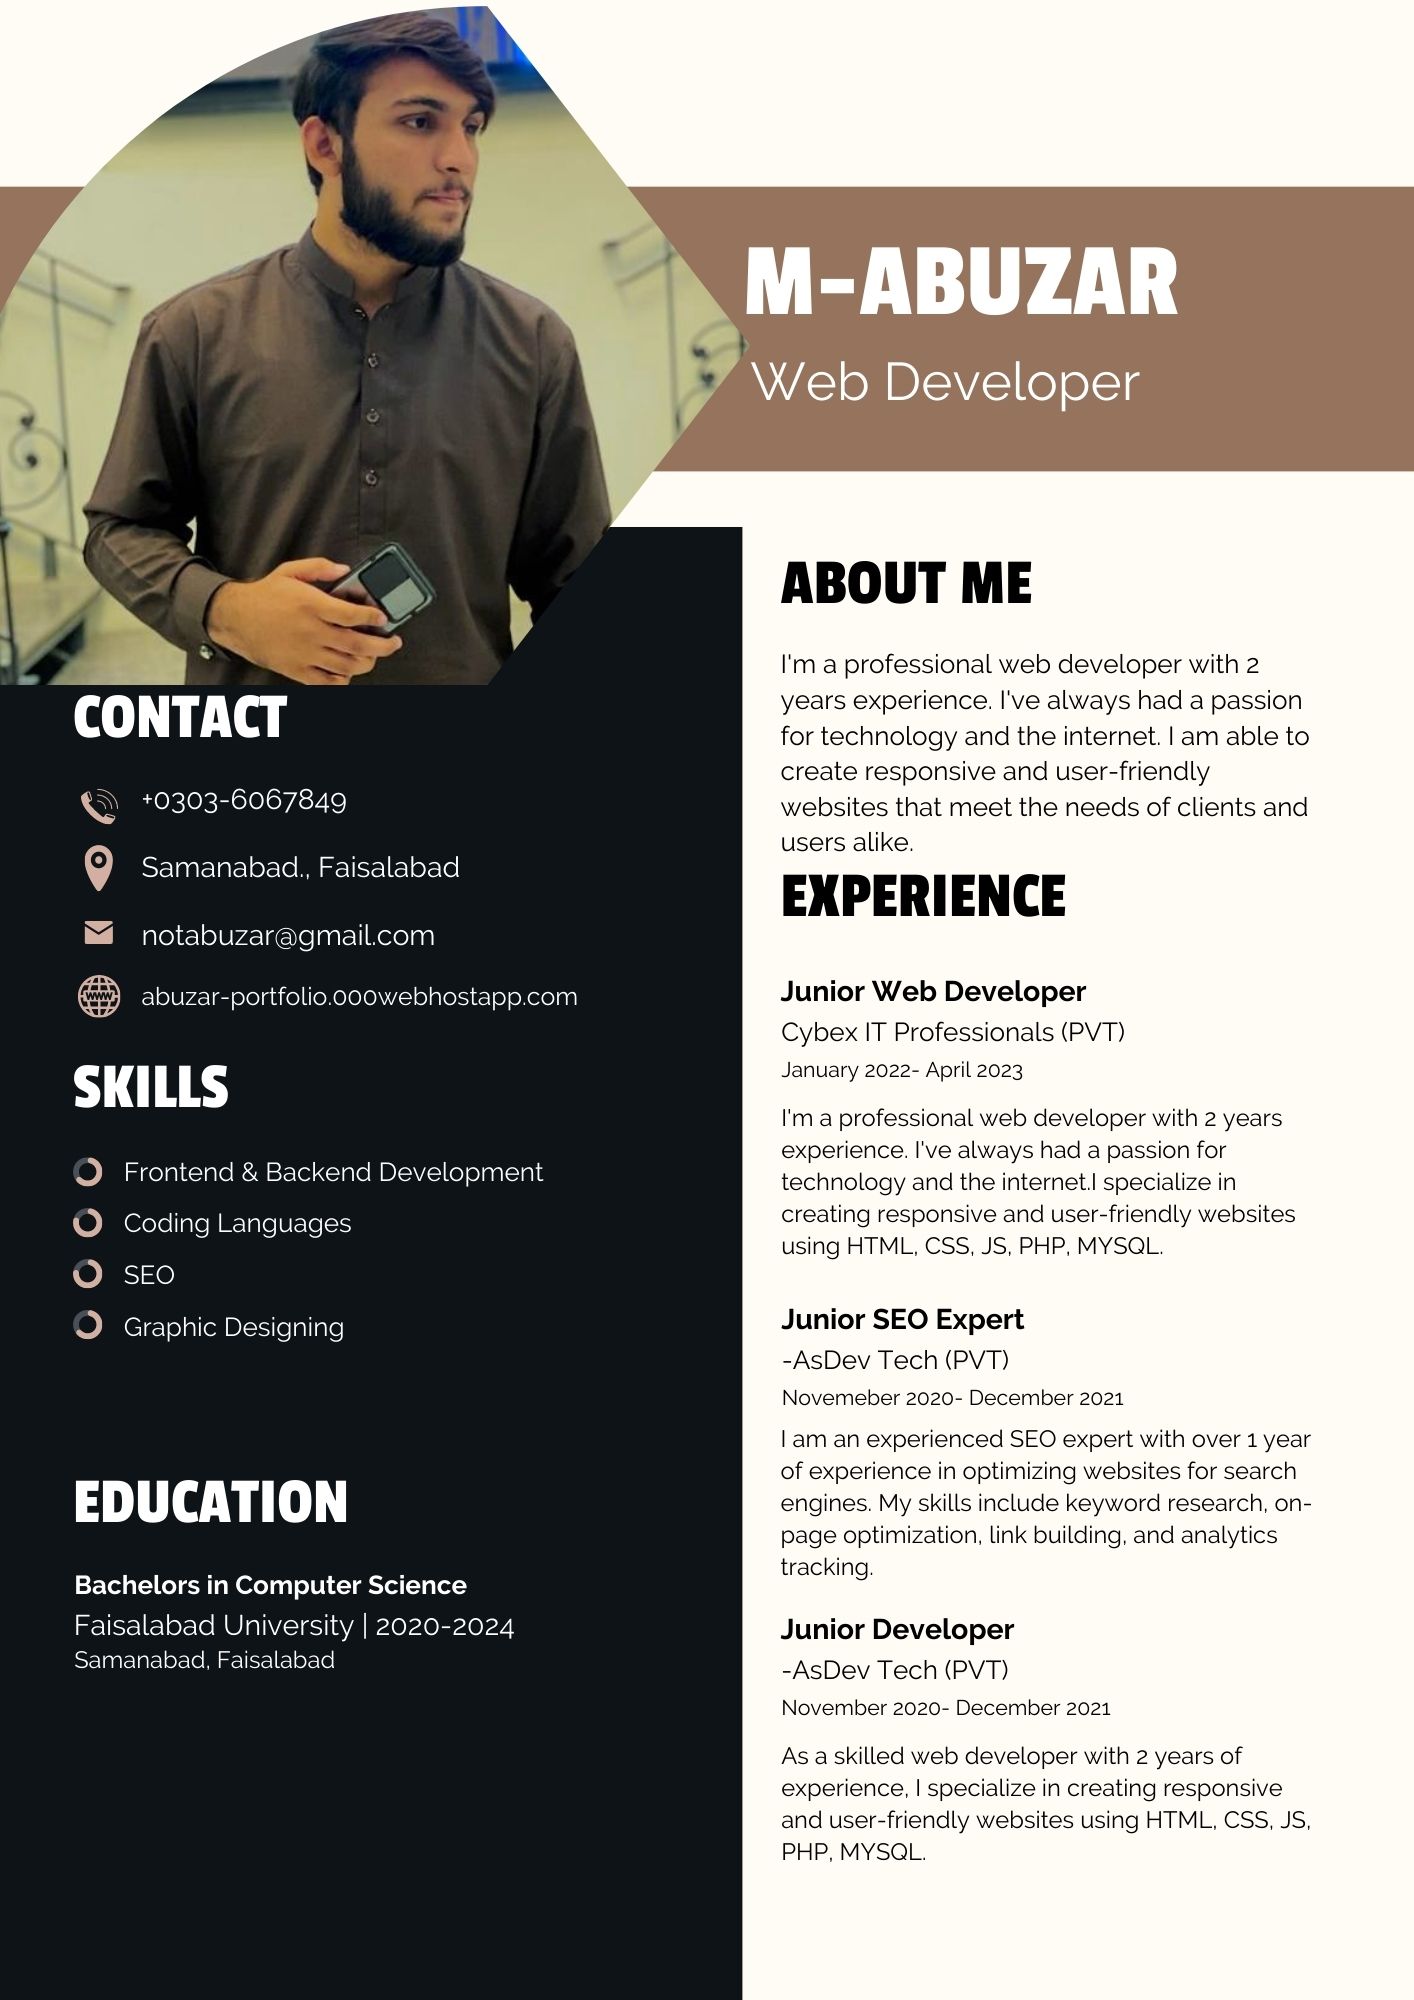 M-ABUZAR
Web Developer
CONTACT
+0303-6067849
Samanabad., Faisalabad
notabuzar@gmail.com
www
abuzar-portfolio.000webhostapp.com
SKILLS
Frontend & Backend Development
Coding Languages
SEO
Graphic Designing
EDUCATION
Bachelors in Computer Science
Faisalabad University | 2020-2024
Samanabad, Faisalabad
ABOUT ME
I'm a professional web developer with 2
years experience. I've always had a passion
for technology and the internet. I am able to
create responsive and user-friendly
websites that meet the needs of clients and
users alike.
EXPERIENCE
Junior Web Developer
Cybex IT Professionals (PVT)
January 2022- April 2023
I'm a professional web developer with 2 years
experience. I've always had a passion for
technology and the internet.I specialize in
creating responsive and user-friendly websites
using HTML, CSS, JS, PHP, MYSQL.
Junior SEO Expert
-AsDev Tech (PVT)
Novemeber 2020- December 2021
I am an experienced SEO expert with over 1 year
of experience in optimizing websites for search
engines. My skills include keyword research, on-
page optimization, link building, and analytics
tracking.
Junior Developer
-AsDev Tech (PVT)
November 2020- December 2021
As a skilled web developer with 2 years of
experience, I specialize in creating responsive
and user-friendly websites using HTML, CSS, JS,
PHP, MYSQL.